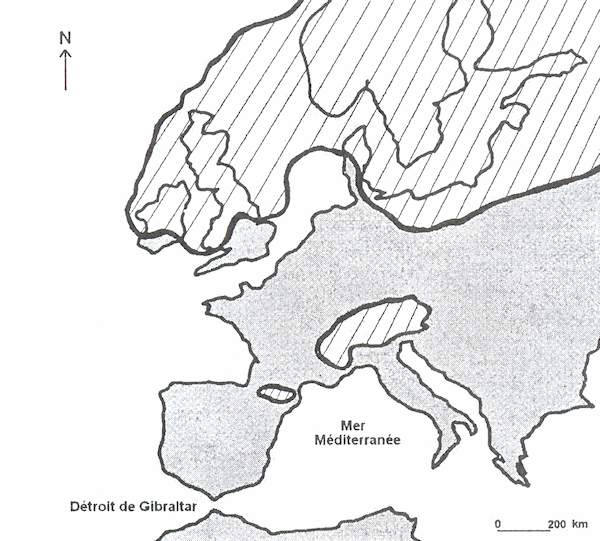 N
Mer
Méditerranée
Détroit de Gibraltar
0 200 km